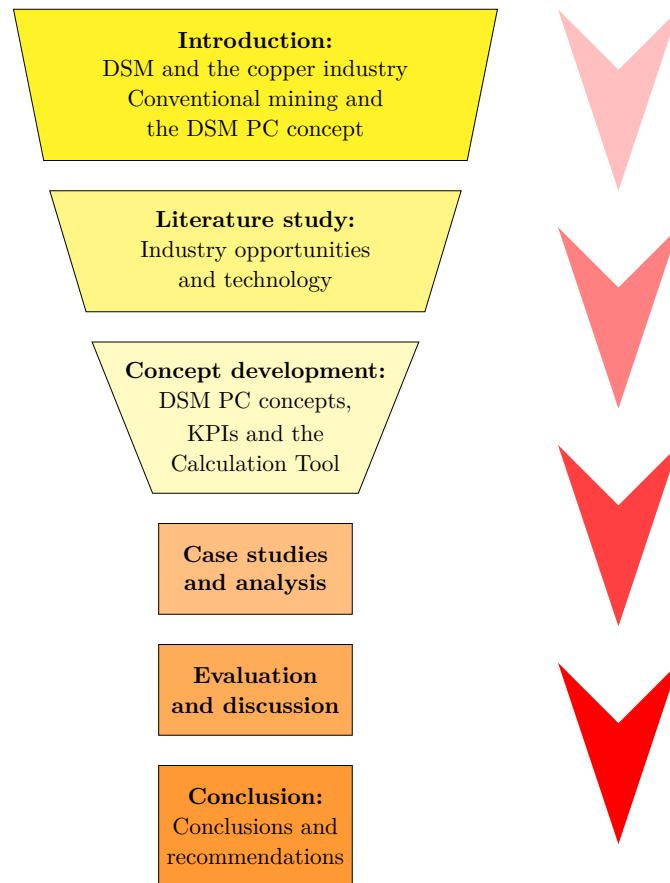 Introduction:
DSM and the copper industry
Conventional mining and
the DSM PC concept
Literature study:
Industry opportunities
and technology
Concept development:
DSM PC concepts,
KPIs and the
Calculation Tool
Case studies
and analysis
Evaluation
and discussion
Conclusion:
Conclusions and
recommendations